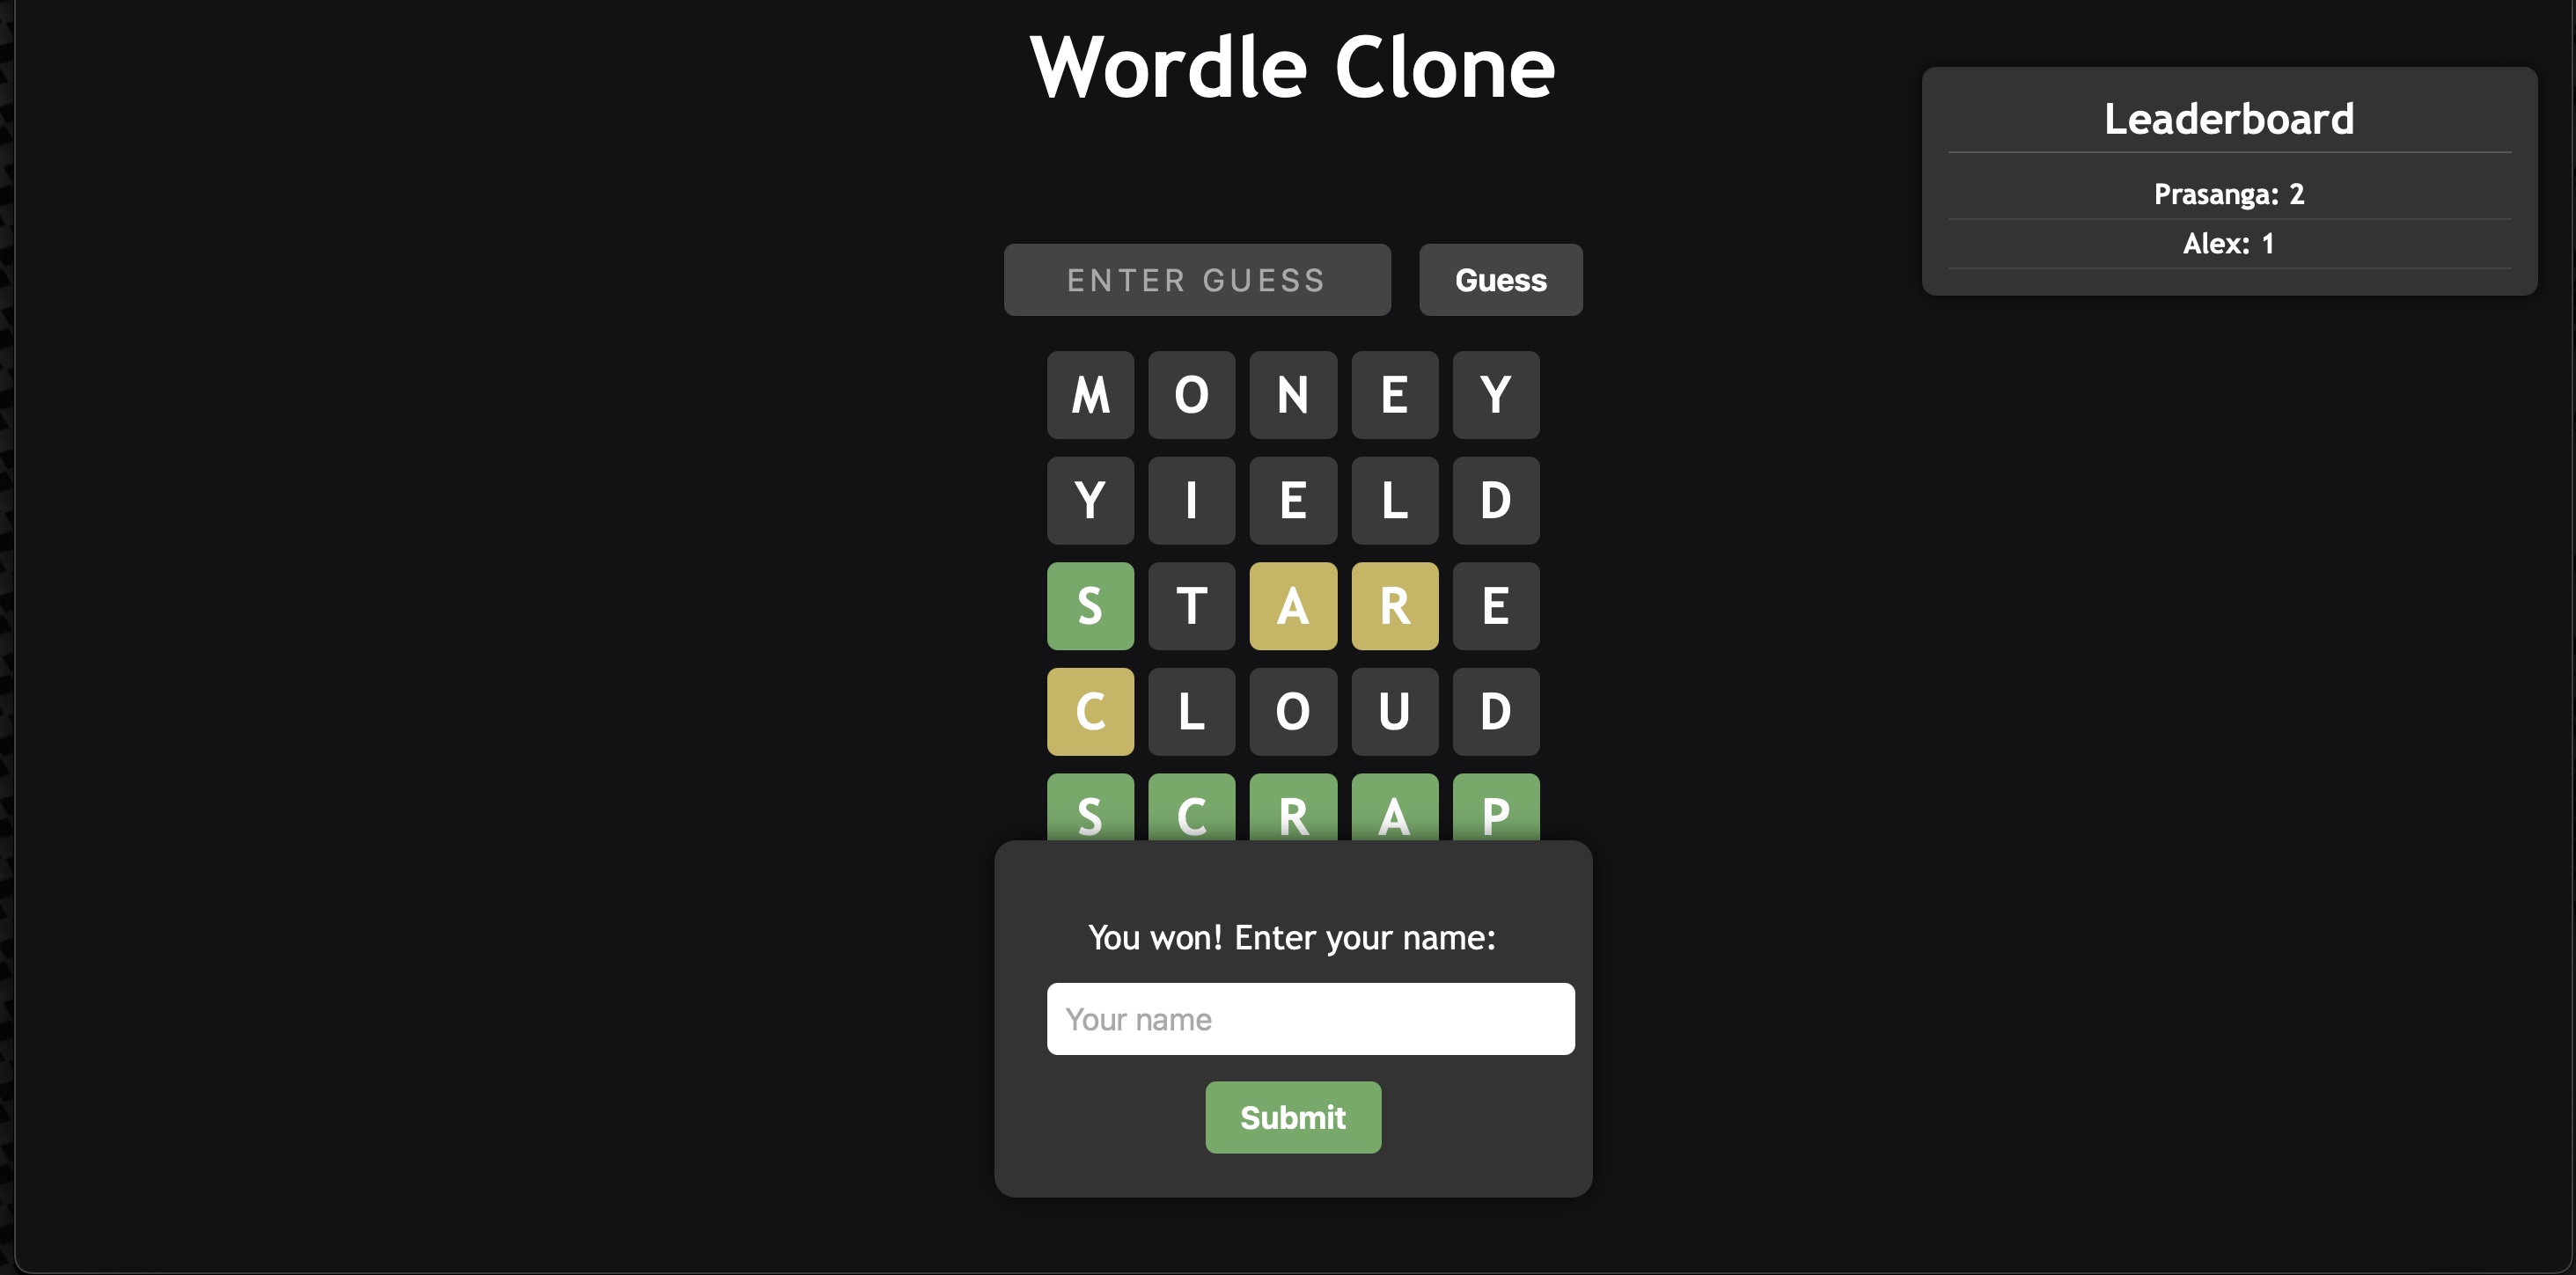 Wordle Clone
Leaderboard
Prasanga: 2
Alex: 1
ENTER GUESS
Guess
M O N E Y
Y I E L D
S T A R E
C L O U D
S C R A P
You won! Enter your name:
Your name
Submit